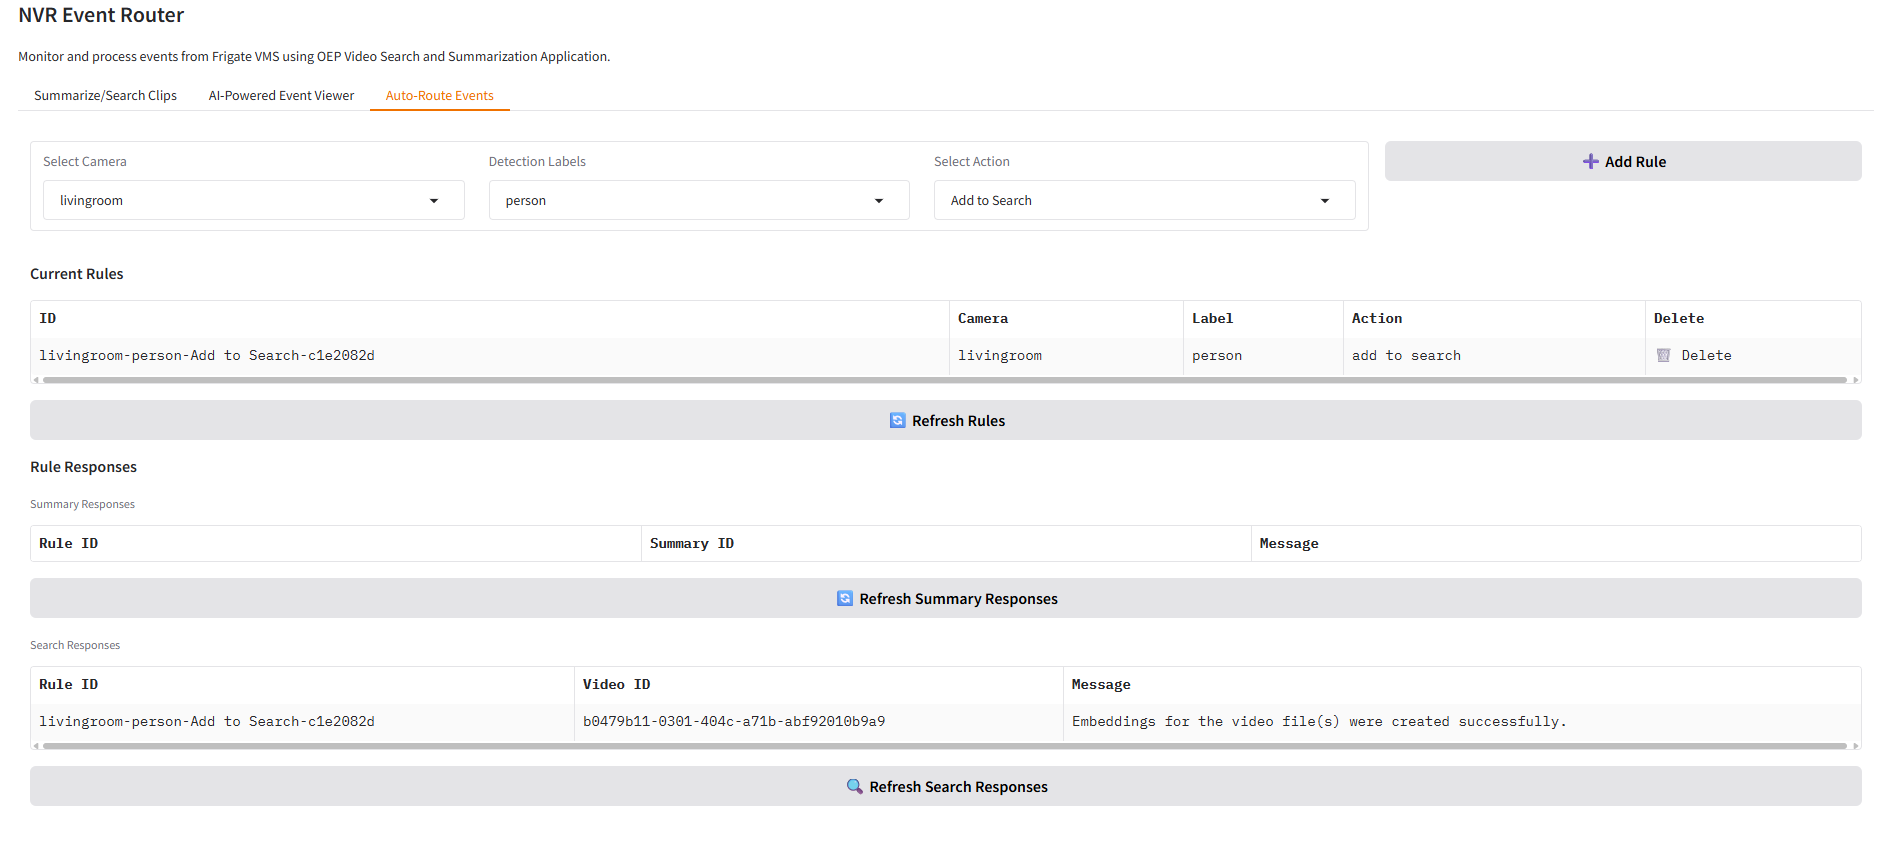 NVR Event Router
Monitor and process events from Frigate VMS using OEP Video Search and Summarization Application.
Summarize/Search Clips AI-Powered Event Viewer Auto-Route Events
Select Camera Detection Labels Select Action
livingroom person Add to Search
Add Rule
Current Rules
ID Camera Label Action Delete
livingroom-person-Add to Search-c1e2082d livingroom person add to search Delete
Refresh Rules
Rule Responses
Summary Responses
Rule ID Summary ID Message
Refresh Summary Responses
Search Responses
Rule ID Video ID Message
livingroom-person-Add to Search-c1e2082d b0479b11-0301-404c-a71b-abf92010b9a9 Embeddings for the video file(s) were created successfully.
Refresh Search Responses